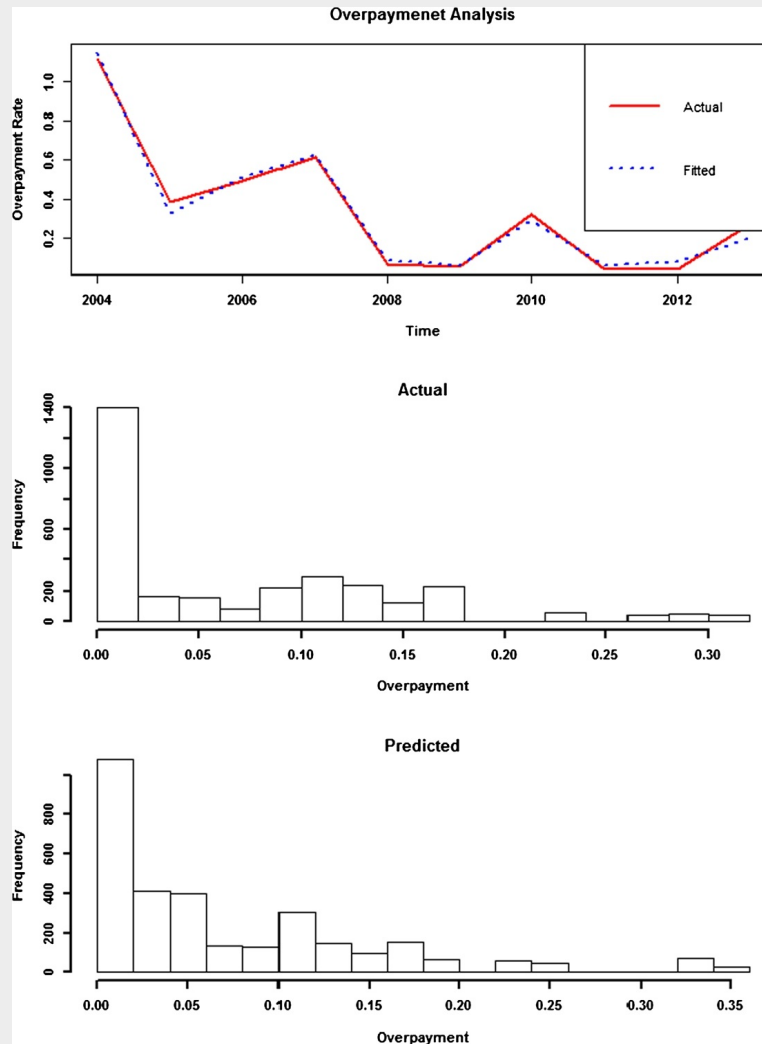 Overpaymenet Analysis
Overpayment Rate
1.0
0.8
0.6
0.4
0.2
Actual
Fitted
2004 2006 2008 2010 2012
Time
Actual
Frequency
1400
1000
600
200
0
0.00 0.05 0.10 0.15 0.20 0.25 0.30
Overpayment
Predicted
Frequency
800
600
400
200
0
0.00 0.05 0.10 0.15 0.20 0.25 0.30 0.35
Overpayment